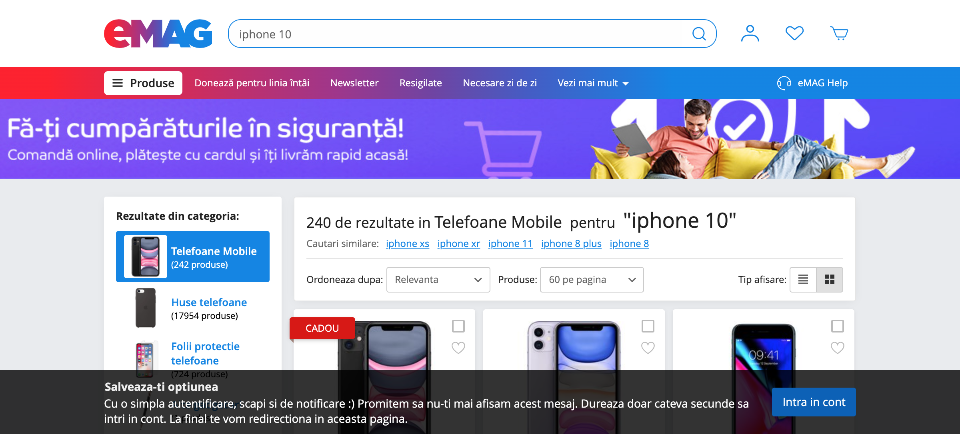 eMAG
iphone 10
Produse
Donează pentru linia întâi
Newsletter
Resigilate
Necesare zi de zi
Vezi mai mult
eMAG Help
Fă-ți cumpărăturile în siguranță!
Comandă online, plătește cu cardul și îți livrăm rapid acasă!
Rezultate din categoria:
Telefoane Mobile
(242 produse)
Huse telefoane
(17954 produse)
Folii protectie
telefoane
(724 produse)
240 de rezultate in Telefoane Mobile pentru "iphone 10"
Cautari similare: iphone xs iphone xr iphone 11 iphone 8 plus iphone 8
Ordoneaza dupa: Relevanta Produse: 60 pe pagina Tip afisare:
CADOU
09:41
Salveaza-ti optiunea
Cu o simpla autentificare, scapi si de notificare :) Promitem sa nu-ti mai afisam acest mesaj. Dureaza doar cateva secunde sa
intri in cont. La final te vom redirectiona in aceasta pagina.
Intra in cont